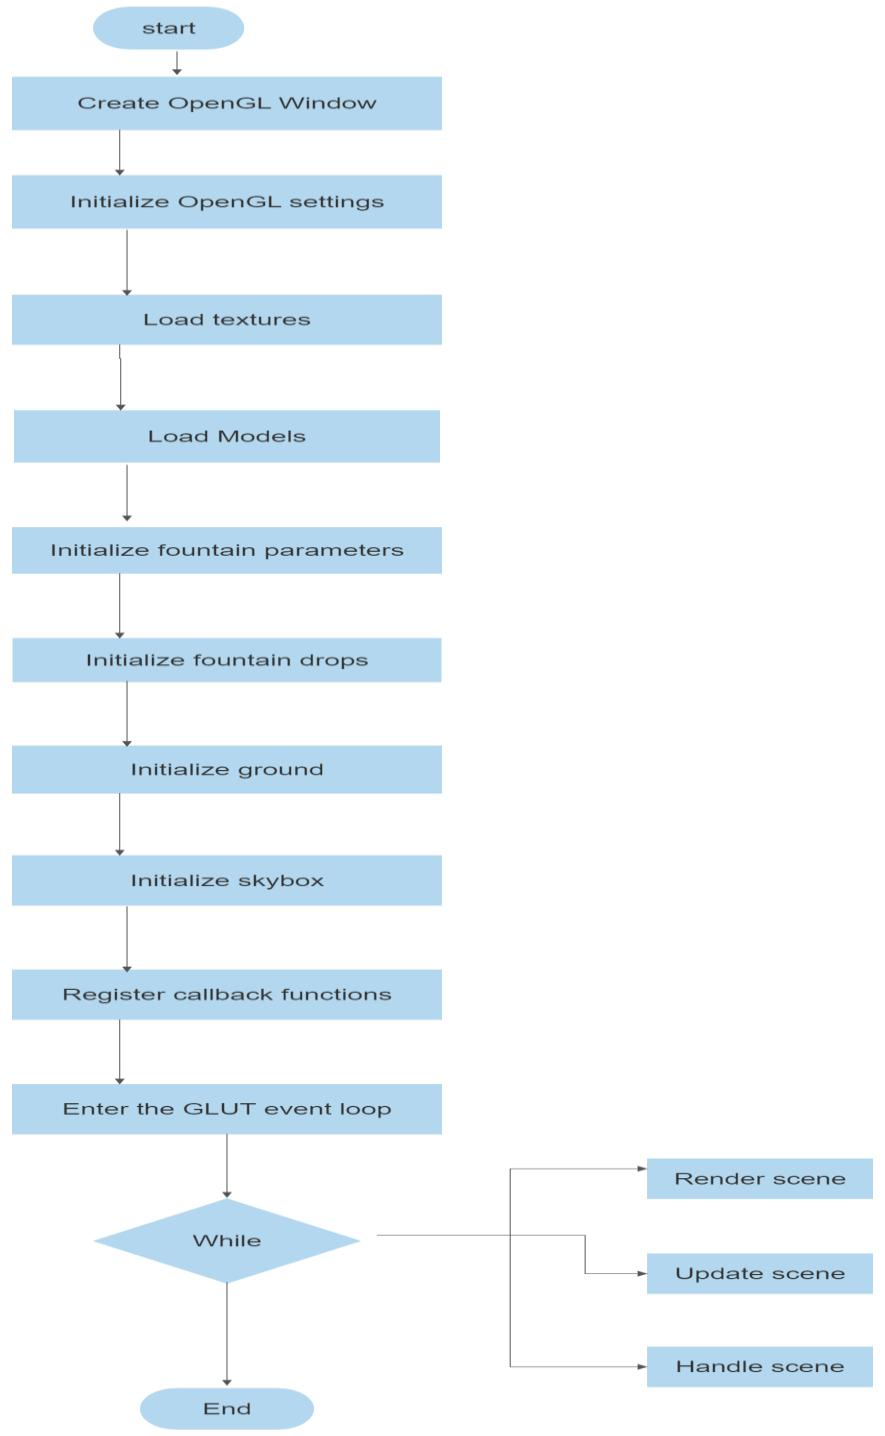 start
Create OpenGL Window
Initialize OpenGL settings
Load textures
Load Models
Initialize fountain parameters
Initialize fountain drops
Initialize ground
Initialize skybox
Register callback functions
Enter the GLUT event loop
While
Render scene
Update scene
Handle scene
End